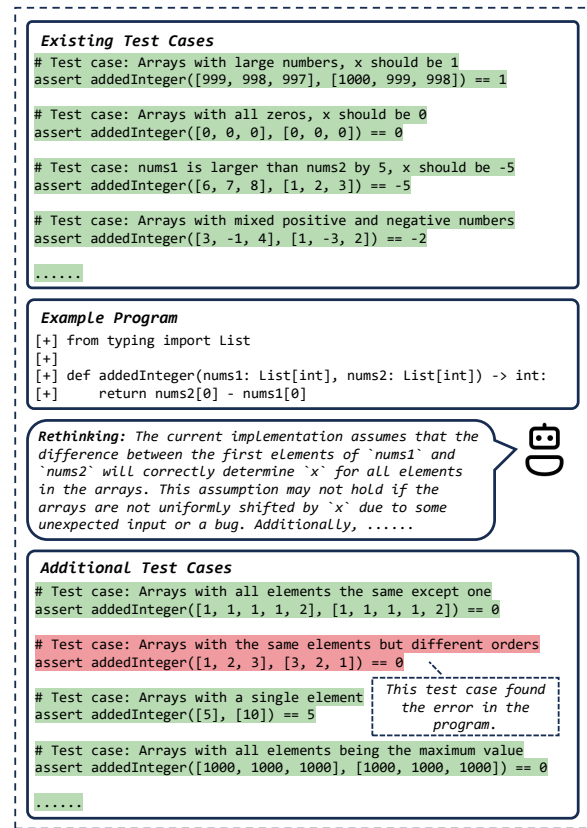 Existing Test Cases
# Test case: Arrays with large numbers, x should be 1
assert addedInteger([999, 998, 997], [1000, 999, 998]) == 1
# Test case: Arrays with all zeros, x should be 0
assert addedInteger([0, 0, 0], [0, 0, 0]) == 0
# Test case: nums1 is larger than nums2 by 5, x should be -5
assert addedInteger([6, 7, 8], [1, 2, 3]) == -5
# Test case: Arrays with mixed positive and negative numbers
assert addedInteger([3, -1, 4], [1, -3, 2]) == -2
......
Example Program
[+] from typing import List
[+]
[+] def addedInteger(nums1: List[int], nums2: List[int]) -> int:
[+]     return nums2[0] - nums1[0]
Rethinking: The current implementation assumes that the
difference between the first elements of `nums1` and
`nums2` will correctly determine `x` for all elements
in the arrays. This assumption may not hold if the
arrays are not uniformly shifted by `x` due to some
unexpected input or a bug. Additionally, ......
Additional Test Cases
# Test case: Arrays with all elements the same except one
assert addedInteger([1, 1, 1, 1, 2], [1, 1, 1, 1, 2]) == 0
# Test case: Arrays with the same elements but different orders
assert addedInteger([1, 2, 3], [3, 2, 1]) == 0
This test case found
the error in the
program.
# Test case: Arrays with a single element
assert addedInteger([5], [10]) == 5
# Test case: Arrays with all elements being the maximum value
assert addedInteger([1000, 1000, 1000], [1000, 1000, 1000]) == 0
......